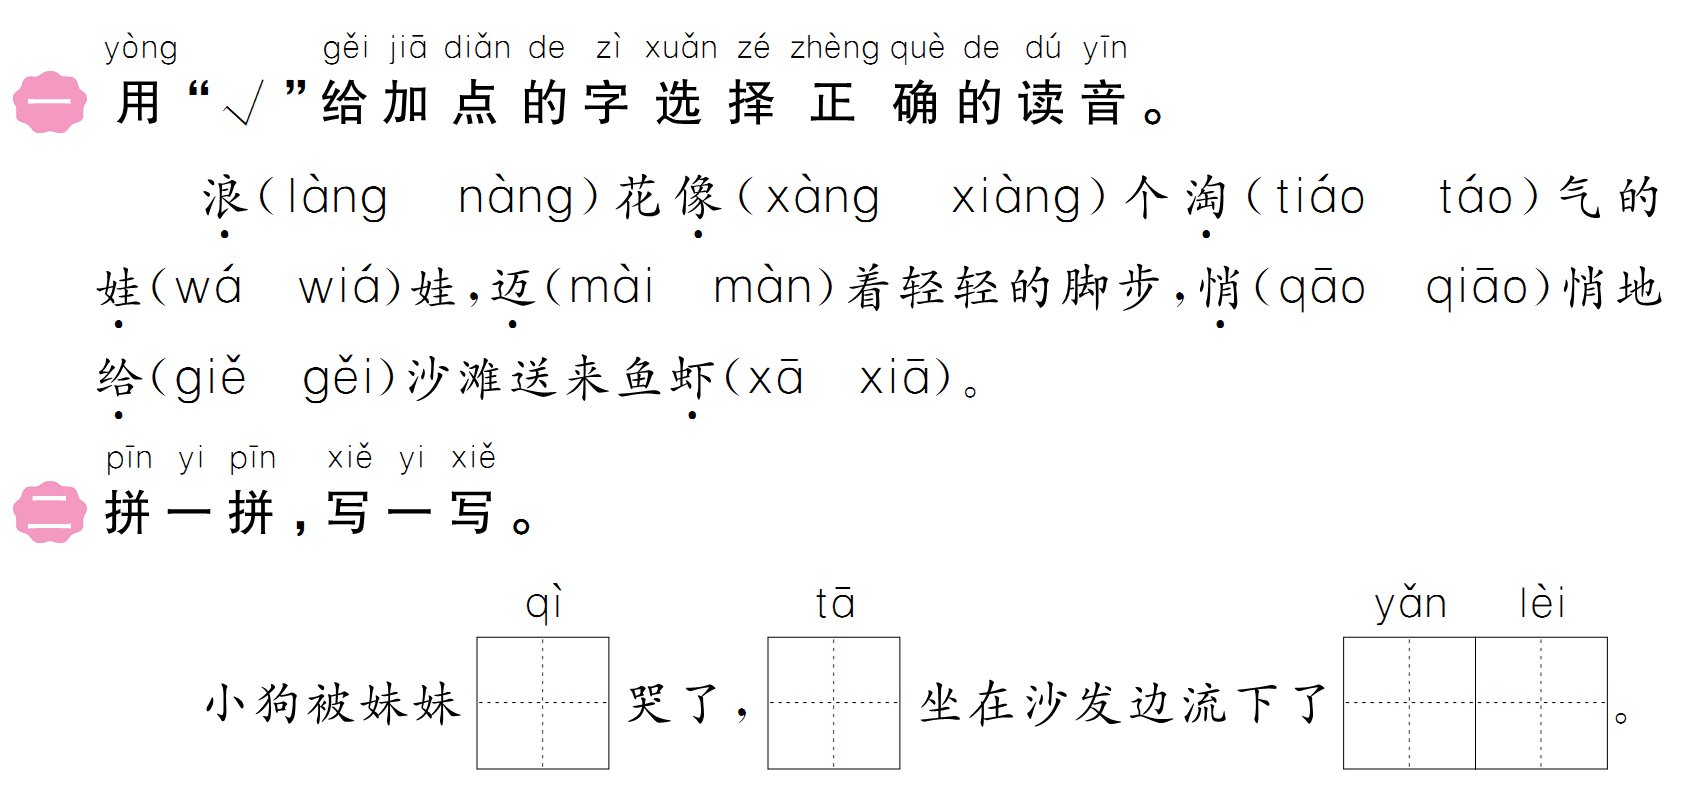 yòng gěi jiā diǎn de zì xuǎn zé zhèng què de dú yīn
一 用“√”给加点的字选择正确的读音。
浪(làng nàng)花像(xàng xiàng)个淘(tiáo táo)气的
娃(wá wiá)娃,迈(mài màn)着轻轻的脚步,悄(qāo qiāo)悄地
给(giě gěi)沙滩送来鱼虾(xā xiā)。
pīn yi pīn xiě yi xiě
二 拼一拼,写一写。
qì tā yǎn lèi
小狗被妹妹 哭了, 坐在沙发边流下了 。